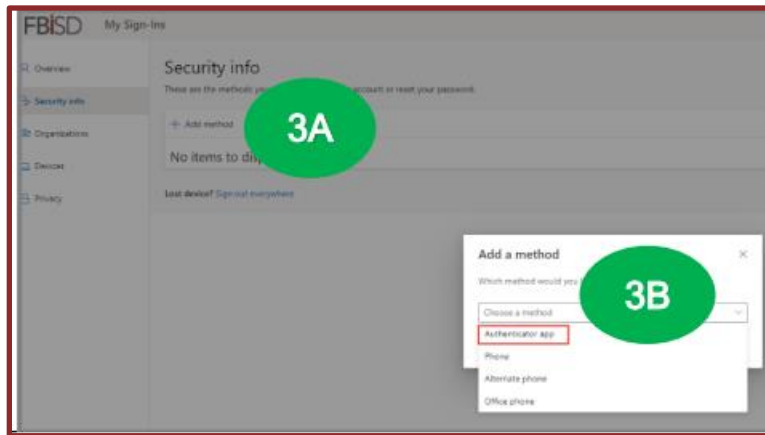 FBISD My Sign-Ins
Overview
Security info
Organizations
Devices
Privacy
Security info
These are the methods you account or reset your password.
+ Add method
3A
No items to disp
Lost device? Sign out everywhere
Add a method
Which method would you
3B
Choose a method
Authenticator app
Phone
Alternate phone
Office phone